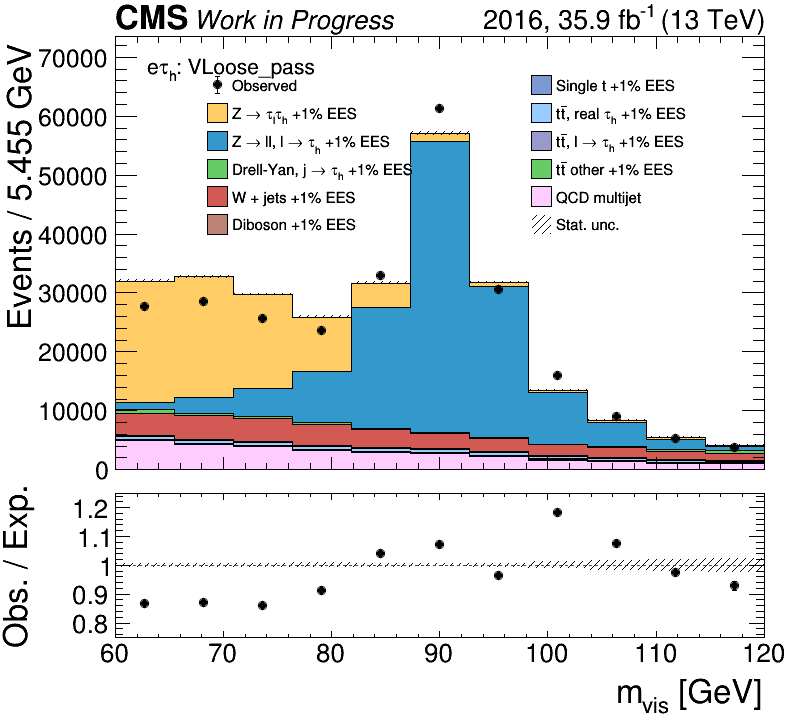 CMS Work in Progress 2016, 35.9 fb⁻¹ (13 TeV)
Events / 5.455 GeV
70000
60000
50000
40000
30000
20000
10000
0
eτh: VLoose_pass
Observed
Z → τlτh +1% EES
Z → ll, l → τh +1% EES
Drell-Yan, j → τh +1% EES
W + jets +1% EES
Diboson +1% EES
Single t +1% EES
tt̄, real τh +1% EES
tt̄, l → τh +1% EES
tt̄ other +1% EES
QCD multijet
Stat. unc.
Obs. / Exp.
1.2
1.1
1
0.9
0.8
60 70 80 90 100 110 120
mvis [GeV]